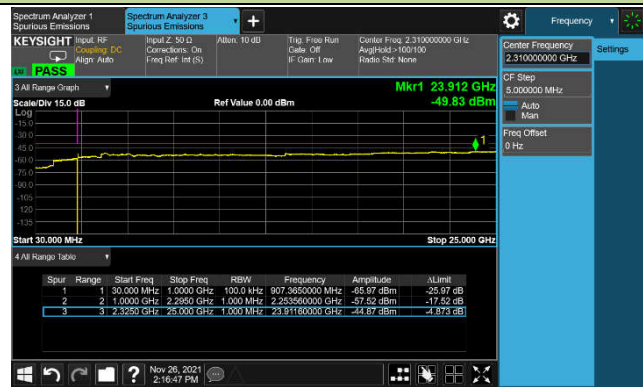 Spectrum Analyzer 1
Spurious Emissions
Spectrum Analyzer 3
Spurious Emissions
Frequency
KEYSIGHT
Input: RF
Coupling: DC
Align: Auto
Input Z: 50 Ω
Corrections: On
Freq Ref: Int (S)
Atten: 10 dB
Trig: Free Run
Gate: Off
IF Gain: Low
Center Freq: 2.310000000 GHz
Avg|Hold:>100/100
Radio Std: None
PASS
Center Frequency
2.310000000 GHz
Settings
CF Step
5.000000 MHz
Auto
Man
Freq Offset
0 Hz
3 All Range Graph
Mkr1 23.912 GHz
Scale/Div 15.0 dB
Ref Value 0.00 dBm
-49.83 dBm
Log
-15.0
-30.0
-45.0
-60.0
-75.0
-90.0
-105
-120
-135
1
Start 30.000 MHz
Stop 25.000 GHz
4 All Range Table
Spur Range Start Freq Stop Freq RBW Frequency Amplitude ΔLimit
1 1 30.000 MHz 1.0000 GHz 100.0 kHz 907.3650000 MHz -65.97 dBm -25.97 dB
2 2 1.0000 GHz 2.2950 GHz 1.000 MHz 2.253560000 GHz -57.52 dBm -17.52 dB
3 3 2.3250 GHz 25.000 GHz 1.000 MHz 23.91160000 GHz -44.87 dBm -4.873 dB
Nov 26, 2021
2:16:47 PM